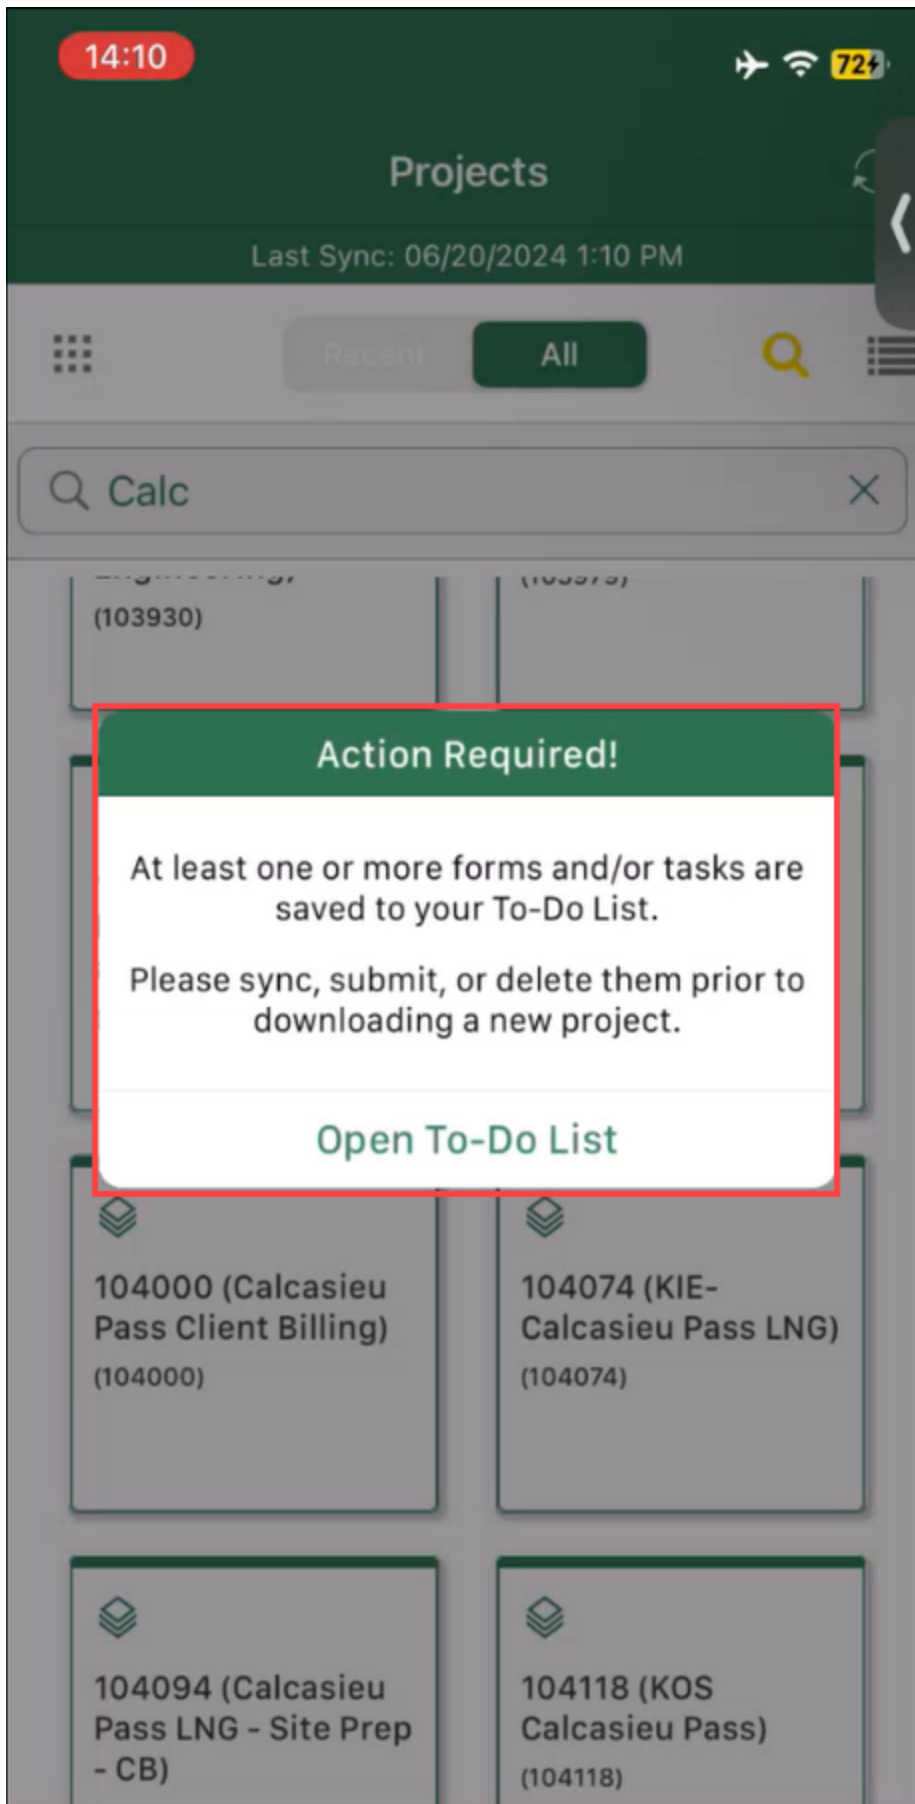 14:10
72
Projects
Last Sync: 06/20/2024 1:10 PM
Recent
All
Calc
(103930)
(103979)
Action Required!
At least one or more forms and/or tasks are
saved to your To-Do List.
Please sync, submit, or delete them prior to
downloading a new project.
Open To-Do List
104000 (Calcasieu
Pass Client Billing)
(104000)
104074 (KIE-
Calcasieu Pass LNG)
(104074)
104094 (Calcasieu
Pass LNG - Site Prep
- CB)
104118 (KOS
Calcasieu Pass)
(104118)